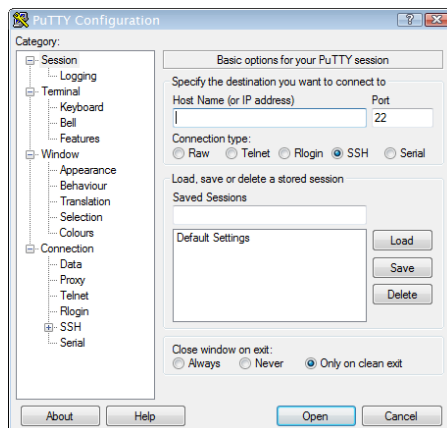 PuTTY Configuration
Category:
Session
Logging
Terminal
Keyboard
Bell
Features
Window
Appearance
Behaviour
Translation
Selection
Colours
Connection
Data
Proxy
Telnet
Rlogin
SSH
Serial
Basic options for your PuTTY session
Specify the destination you want to connect to
Host Name (or IP address) Port
22
Connection type:
Raw Telnet Rlogin SSH Serial
Load, save or delete a stored session
Saved Sessions
Default Settings
Load
Save
Delete
Close window on exit:
Always Never Only on clean exit
About Help Open Cancel